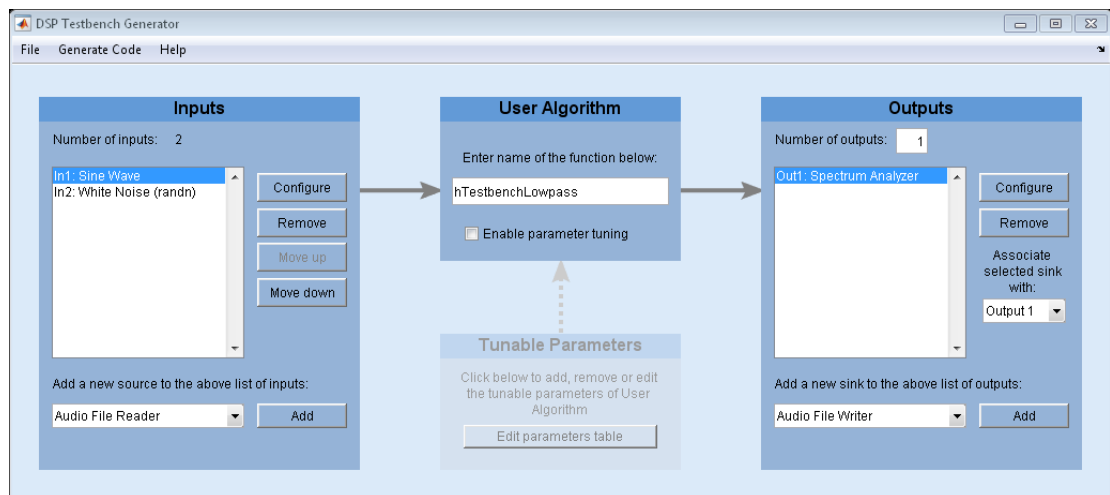 DSP Testbench Generator
File Generate Code Help
Inputs
Number of inputs: 2
In1: Sine Wave
In2: White Noise (randn)
Configure
Remove
Move up
Move down
Add a new source to the above list of inputs:
Audio File Reader
Add
User Algorithm
Enter name of the function below:
hTestbenchLowpass
Enable parameter tuning
Tunable Parameters
Click below to add, remove or edit
the tunable parameters of User
Algorithm
Edit parameters table
Outputs
Number of outputs: 1
Out1: Spectrum Analyzer
Configure
Remove
Associate
selected sink
with:
Output 1
Add a new sink to the above list of outputs:
Audio File Writer
Add